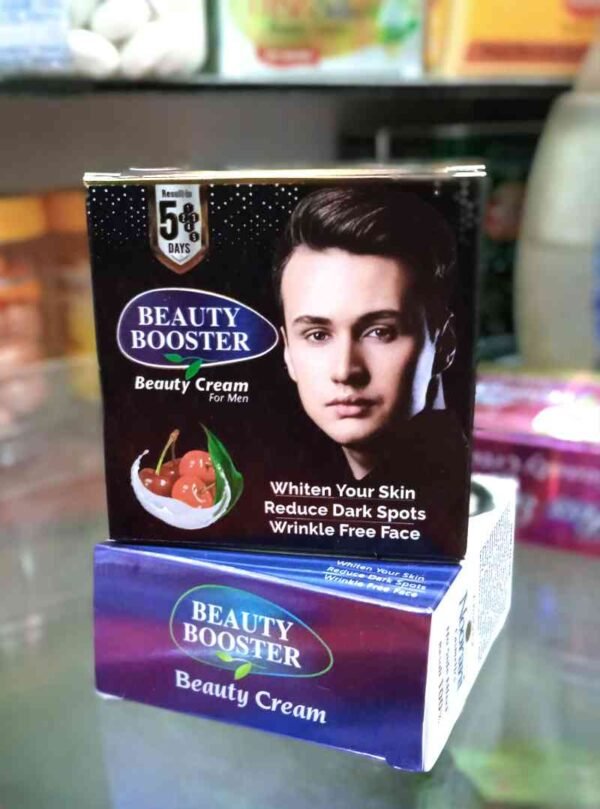 Result in
5
DAYS
BEAUTY
BOOSTER
Beauty Cream
For Men
Whiten Your Skin
Reduce Dark Spots
Wrinkle Free Face
Whiten Your Skin
Reduce Dark Spots
Wrinkle Free Face
BEAUTY
BOOSTER
Beauty Cream